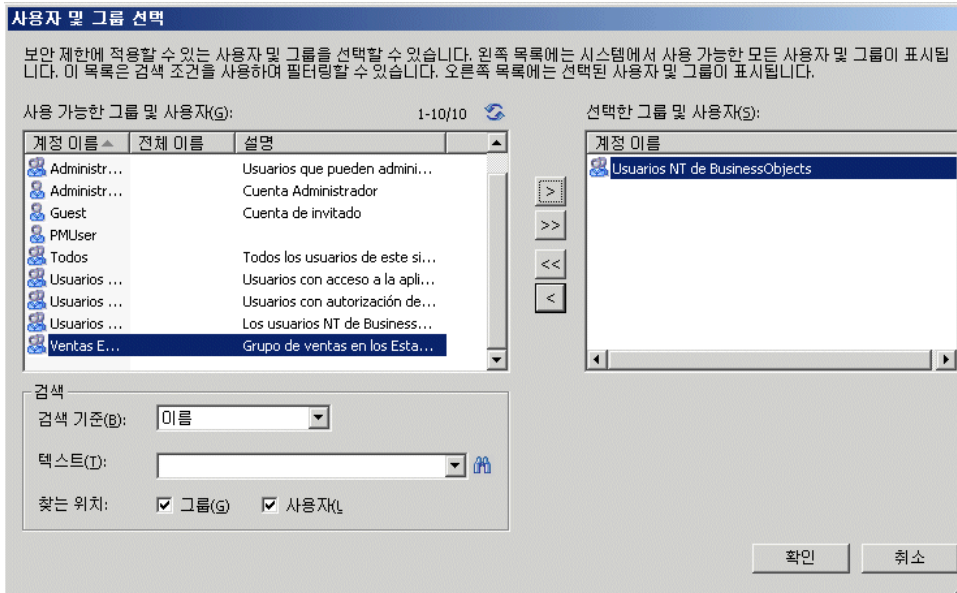 사용자 및 그룹 선택
보안 제한에 적용할 수 있는 사용자 및 그룹을 선택할 수 있습니다. 왼쪽 목록에는 시스템에서 사용 가능한 모든 사용자 및 그룹이 표시됩
니다. 이 목록은 검색 조건을 사용하여 필터링할 수 있습니다. 오른쪽 목록에는 선택된 사용자 및 그룹이 표시됩니다.
사용 가능한 그룹 및 사용자(G): 1-10/10 선택한 그룹 및 사용자(S):
계정 이름 전체 이름 설명 계정 이름
Administr... Usuarios que pueden admini... Usuarios NT de BusinessObjects
Administr... Cuenta Administrador
>
Guest Cuenta de invitado
PMUser
>>
Todos Todos los usuarios de este si...
<<
Usuarios ... Usuarios con acceso a la apli...
Usuarios ... Usuarios con autorización de...
<
Usuarios ... Los usuarios NT de Business...
Ventas E... Grupo de ventas en los Esta...
검색
검색 기준(B): 이름
텍스트(T):
찾는 위치: 그룹(G) 사용자(L
확인 취소